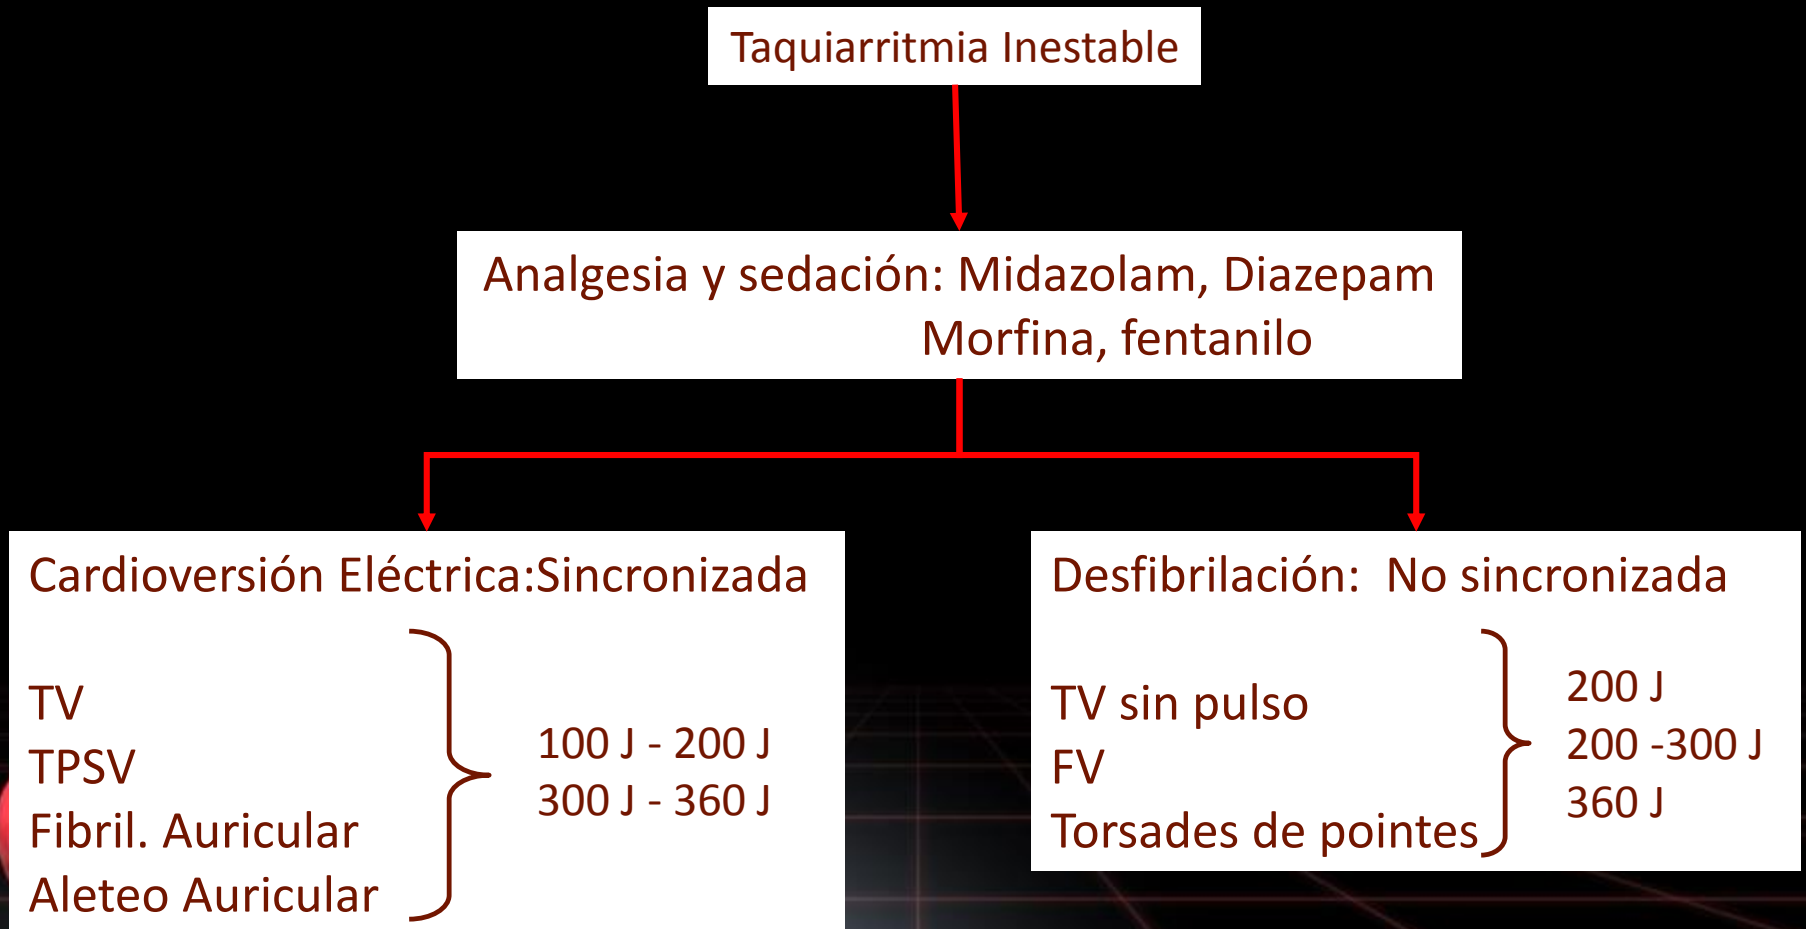 Taquiarritmia Inestable
Analgesia y sedación: Midazolam, Diazepam
Morfina, fentanilo
Cardioversión Eléctrica:Sincronizada
TV
TPSV
Fibril. Auricular
Aleteo Auricular
100 J - 200 J
300 J - 360 J
Desfibrilación: No sincronizada
TV sin pulso
FV
Torsades de pointes
200 J
200 -300 J
360 J